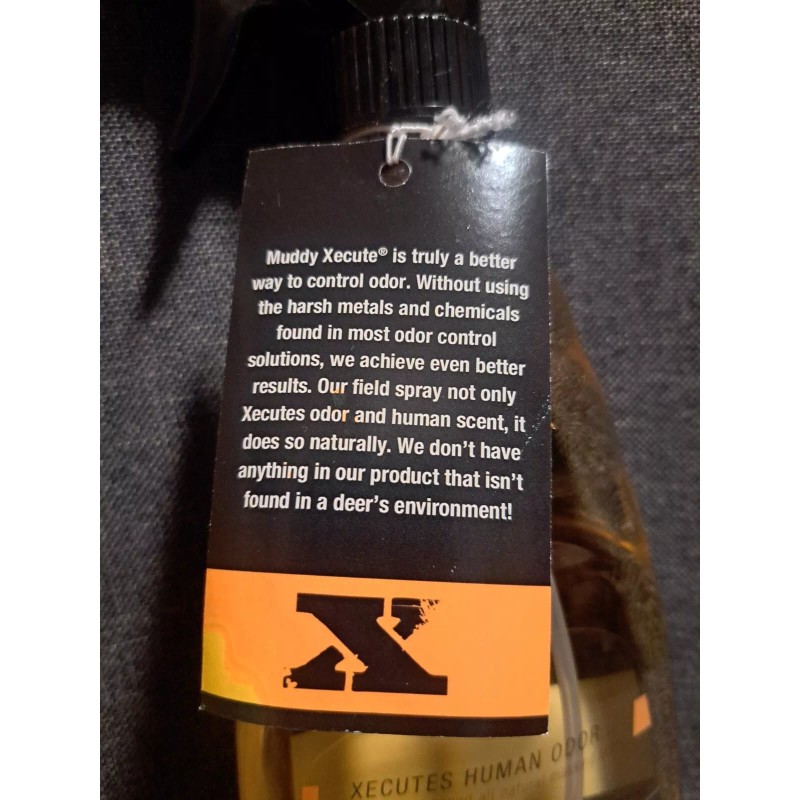 Muddy Xecute® is truly a better
way to control odor. Without using
the harsh metals and chemicals
found in most odor control
solutions, we achieve even better
results. Our field spray not only
Xecutes odor and human scent, it
does so naturally. We don't have
anything in our product that isn't
found in a deer's environment!
X
XECUTES HUMAN ODOR
all natural